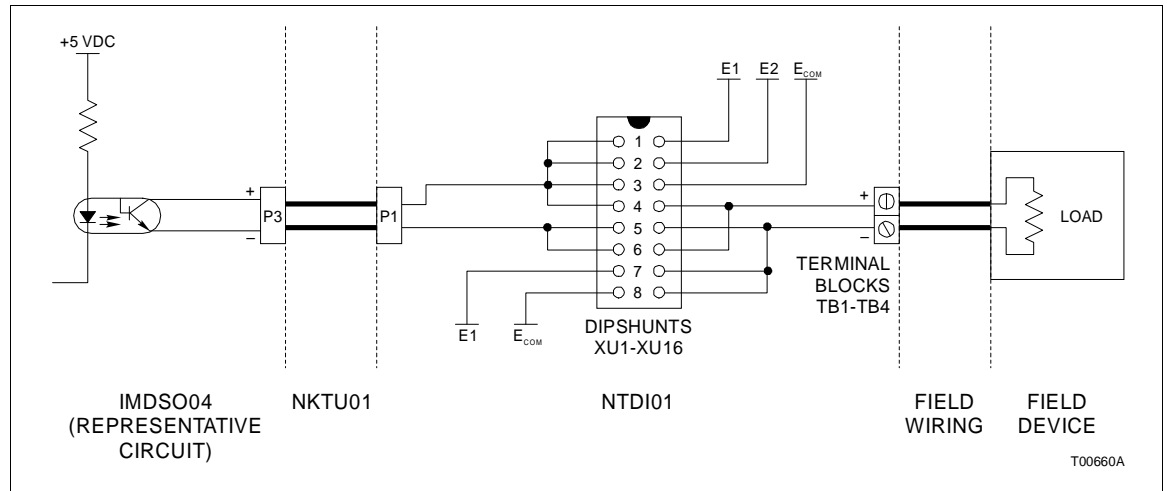 +5 VDC
E1 E2 ECOM
1
2
3
4
5
6
7
8
+
P3
–
P1
+
–
LOAD
TERMINAL
BLOCKS
TB1-TB4
E1 ECOM
DIPSHUNTS
XU1-XU16
IMDSO04
(REPRESENTATIVE
CIRCUIT)
NKTU01
NTDI01
FIELD
WIRING
FIELD
DEVICE
T00660A